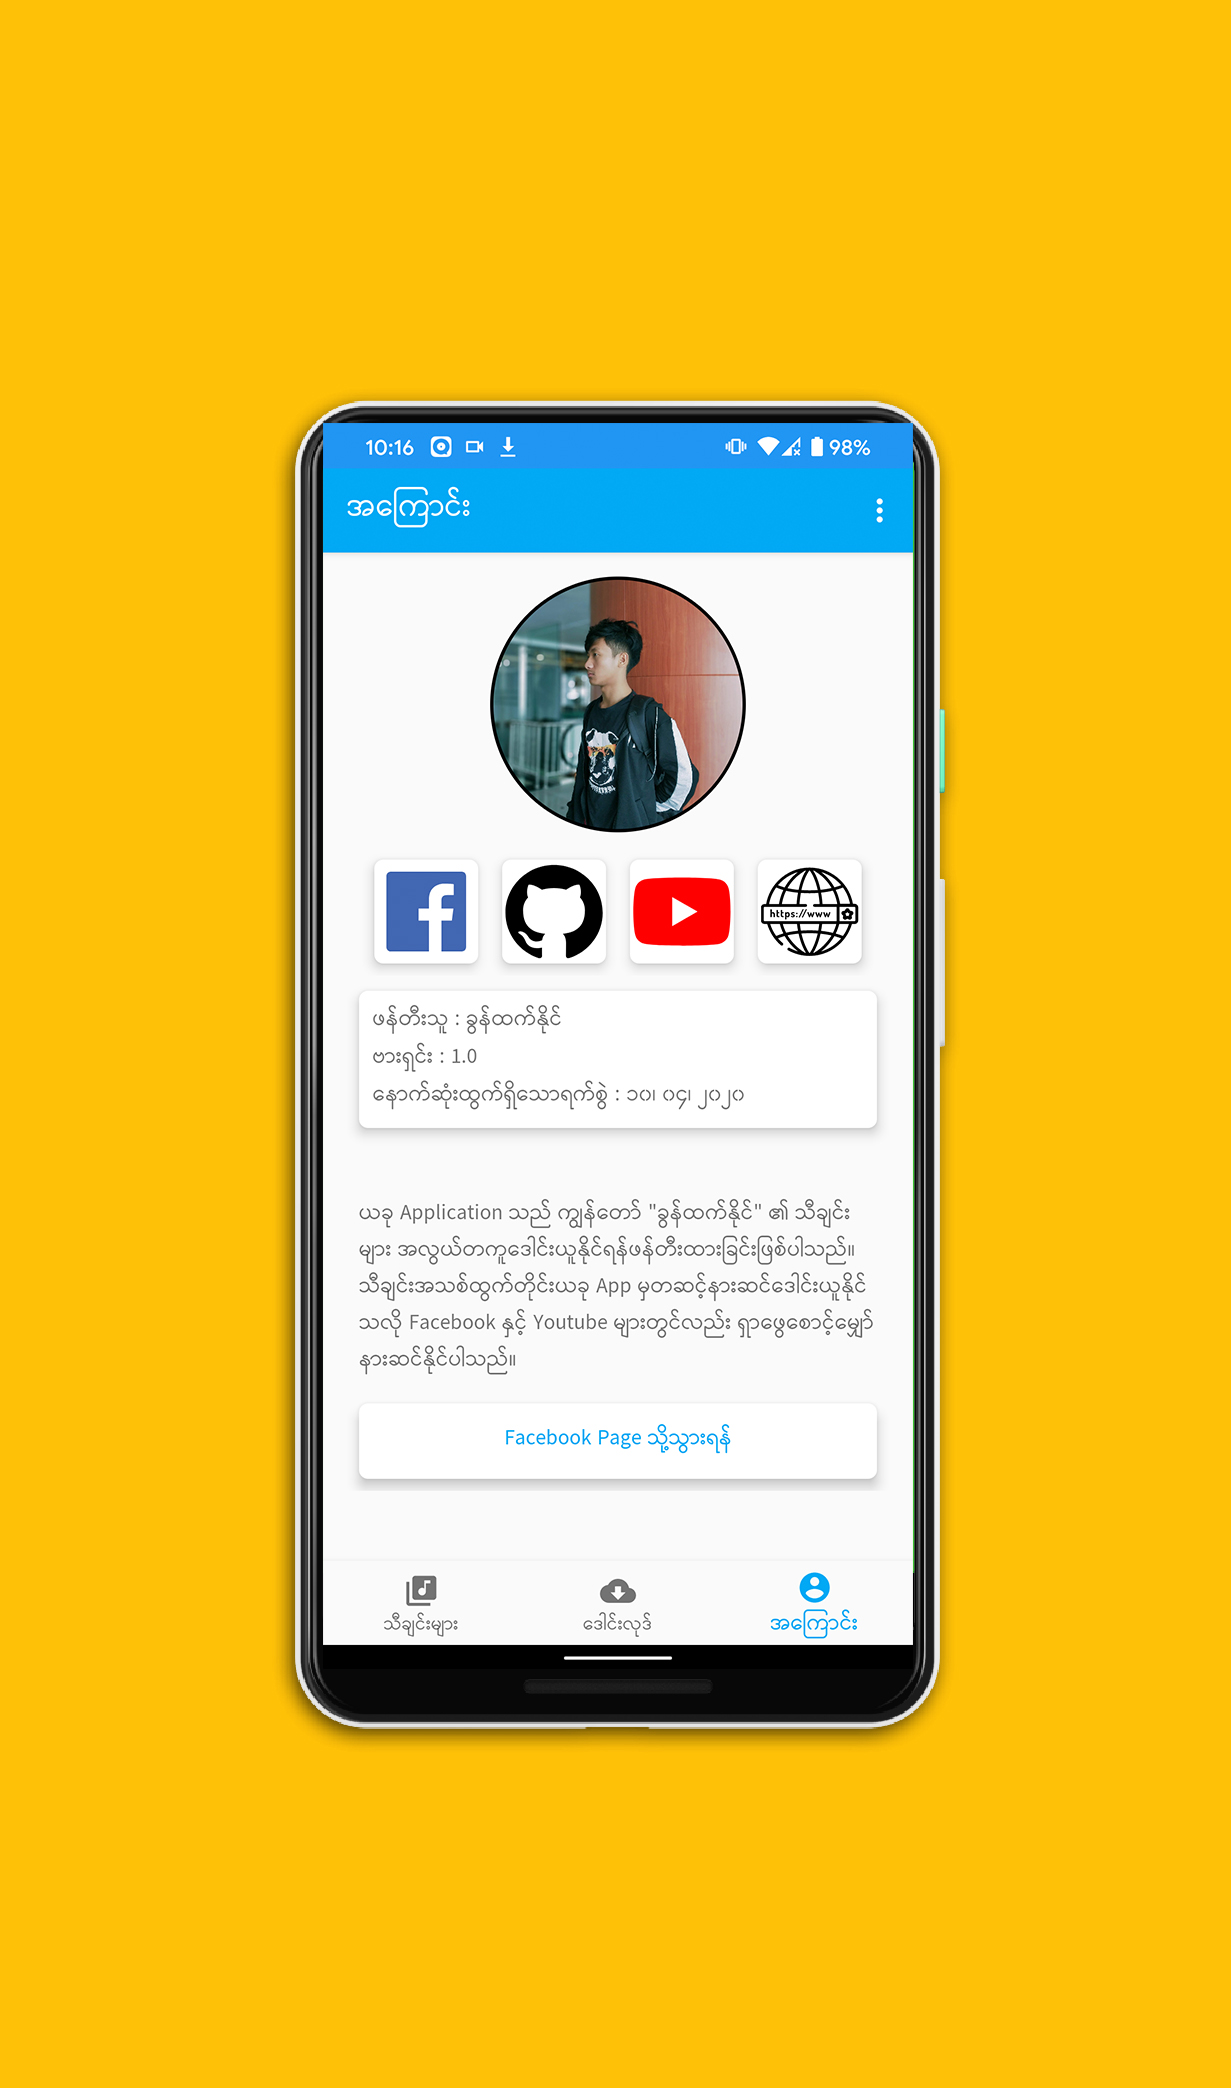 10:16
98%
အကြောင်း
https://www
ဖန်တီးသူ : ခွန်ထက်နိုင်
ဗားရှင်း : 1.0
နောက်ဆုံးထွက်ရှိသောရက်စွဲ : ၁၀၊ ၀၄၊ ၂၀၂၀
ယခု Application သည် ကျွန်တော် "ခွန်ထက်နိုင်" ၏ သီချင်း
များ အလွယ်တကူဒေါင်းယူနိုင်ရန်ဖန်တီးထားခြင်းဖြစ်ပါသည်။
သီချင်းအသစ်ထွက်တိုင်းယခု App မှတဆင့်နားဆင်ဒေါင်းယူနိုင်
သလို Facebook နှင့် Youtube များတွင်လည်း ရှာဖွေစောင့်မျှော်
နားဆင်နိုင်ပါသည်။
Facebook Page သို့သွားရန်
သီချင်းများ
ဒေါင်းလုဒ်
အကြောင်း